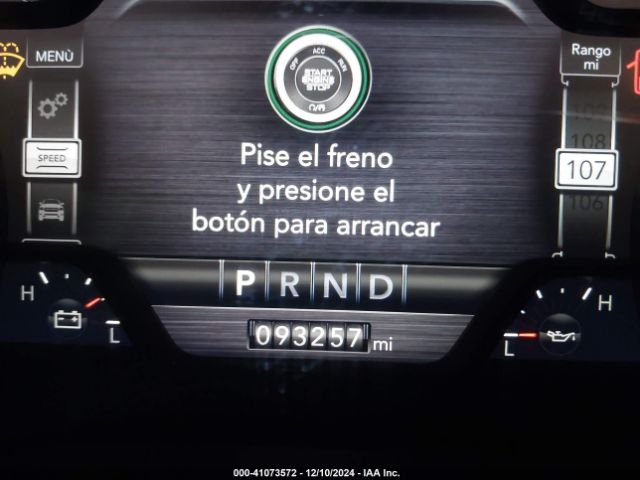 MENÙ
SPEED
OFF ACC RUN
START
ENGINE
STOP
Pise el freno
y presione el
botón para arrancar
Rango
mi
108
107
106
P R N D
H
L
093257 mi
H
L
000-41073572 - 12/10/2024 - IAA Inc.